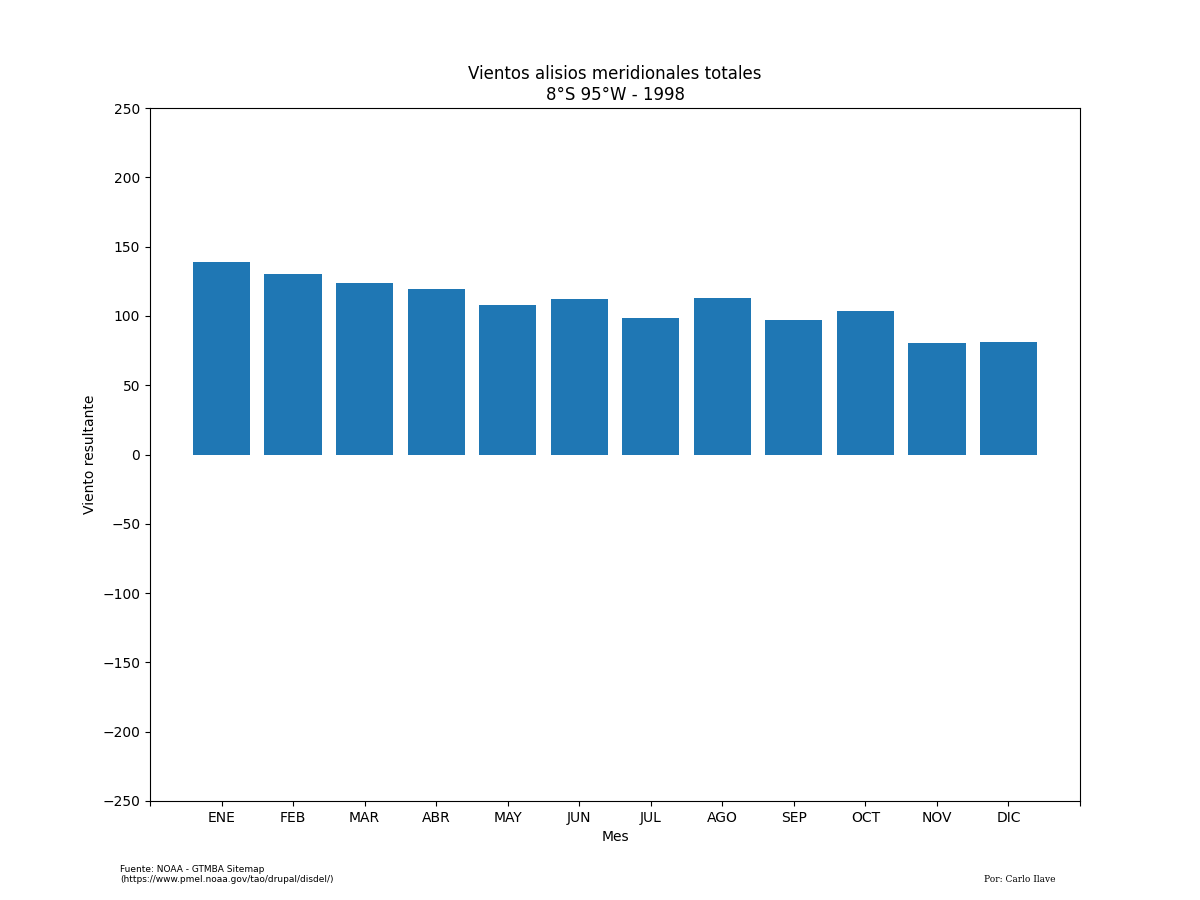 Vientos alisios meridionales totales
8°S 95°W - 1998
250
200
150
100
50
0
−50
−100
−150
−200
−250
Viento resultante
ENE FEB MAR ABR MAY JUN JUL AGO SEP OCT NOV DIC
Mes
Fuente: NOAA - GTMBA Sitemap
(https://www.pmel.noaa.gov/tao/drupal/disdel/)
Por: Carlo Ilave